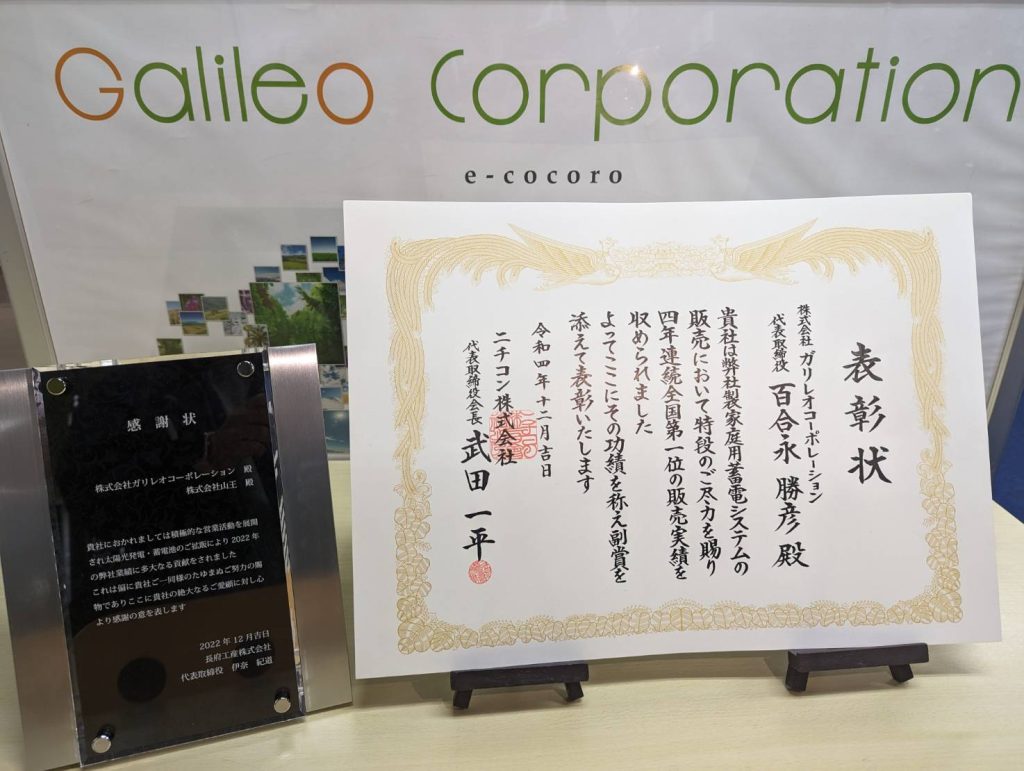 Galileo Corporation
e-cocoro
表彰状
株式会社 ガリレオコーポレーション
代表取締役 百合永 勝彦 殿
貴社は弊社製家庭用蓄電システムの
販売において特段のご尽力を賜り
四年連続全国第一位の販売実績を
収められました
よってここにその功績を称え副賞を
添えて表彰いたします
令和四年十二月吉日
ニチコン株式会社
代表取締役会長 武田 一平
感謝状
株式会社ガリレオコーポレーション 殿
株式会社山王 殿
貴社におかれましては積極的な営業活動を展開
され太陽光発電・蓄電池のご拡販により2022年
の弊社業績に多大なる貢献をされました
これは偏に貴社ご一同様のたゆまぬご努力の賜
物でありここに貴社の絶大なるご愛顧に対し心
より感謝の意を表します
2022年12月吉日
長府工産株式会社
代表取締役 伊奈 紀道